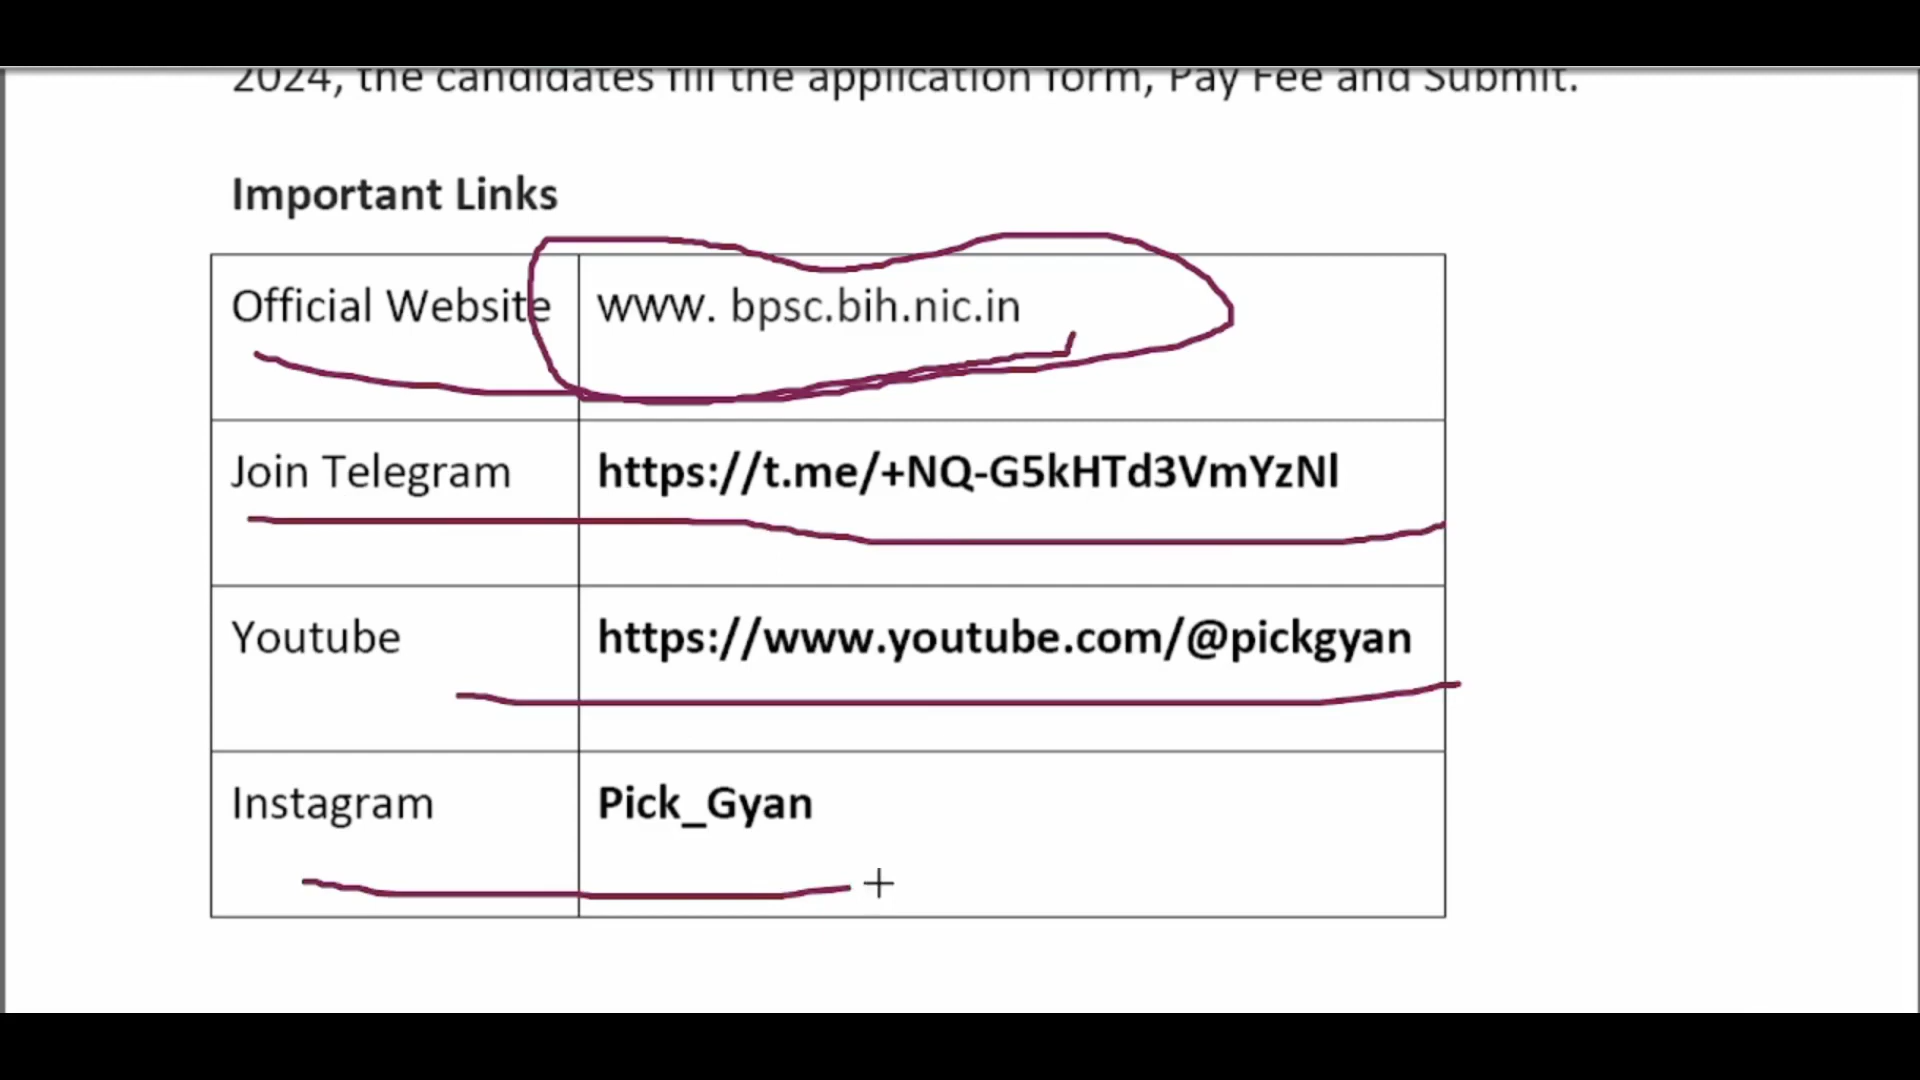 2024, the candidates fill the application form, Pay Fee and Submit.
Important Links
Official Website www. bpsc.bih.nic.in
Join Telegram https://t.me/+NQ-G5kHTd3VmYzNl
Youtube https://www.youtube.com/@pickgyan
Instagram Pick_Gyan